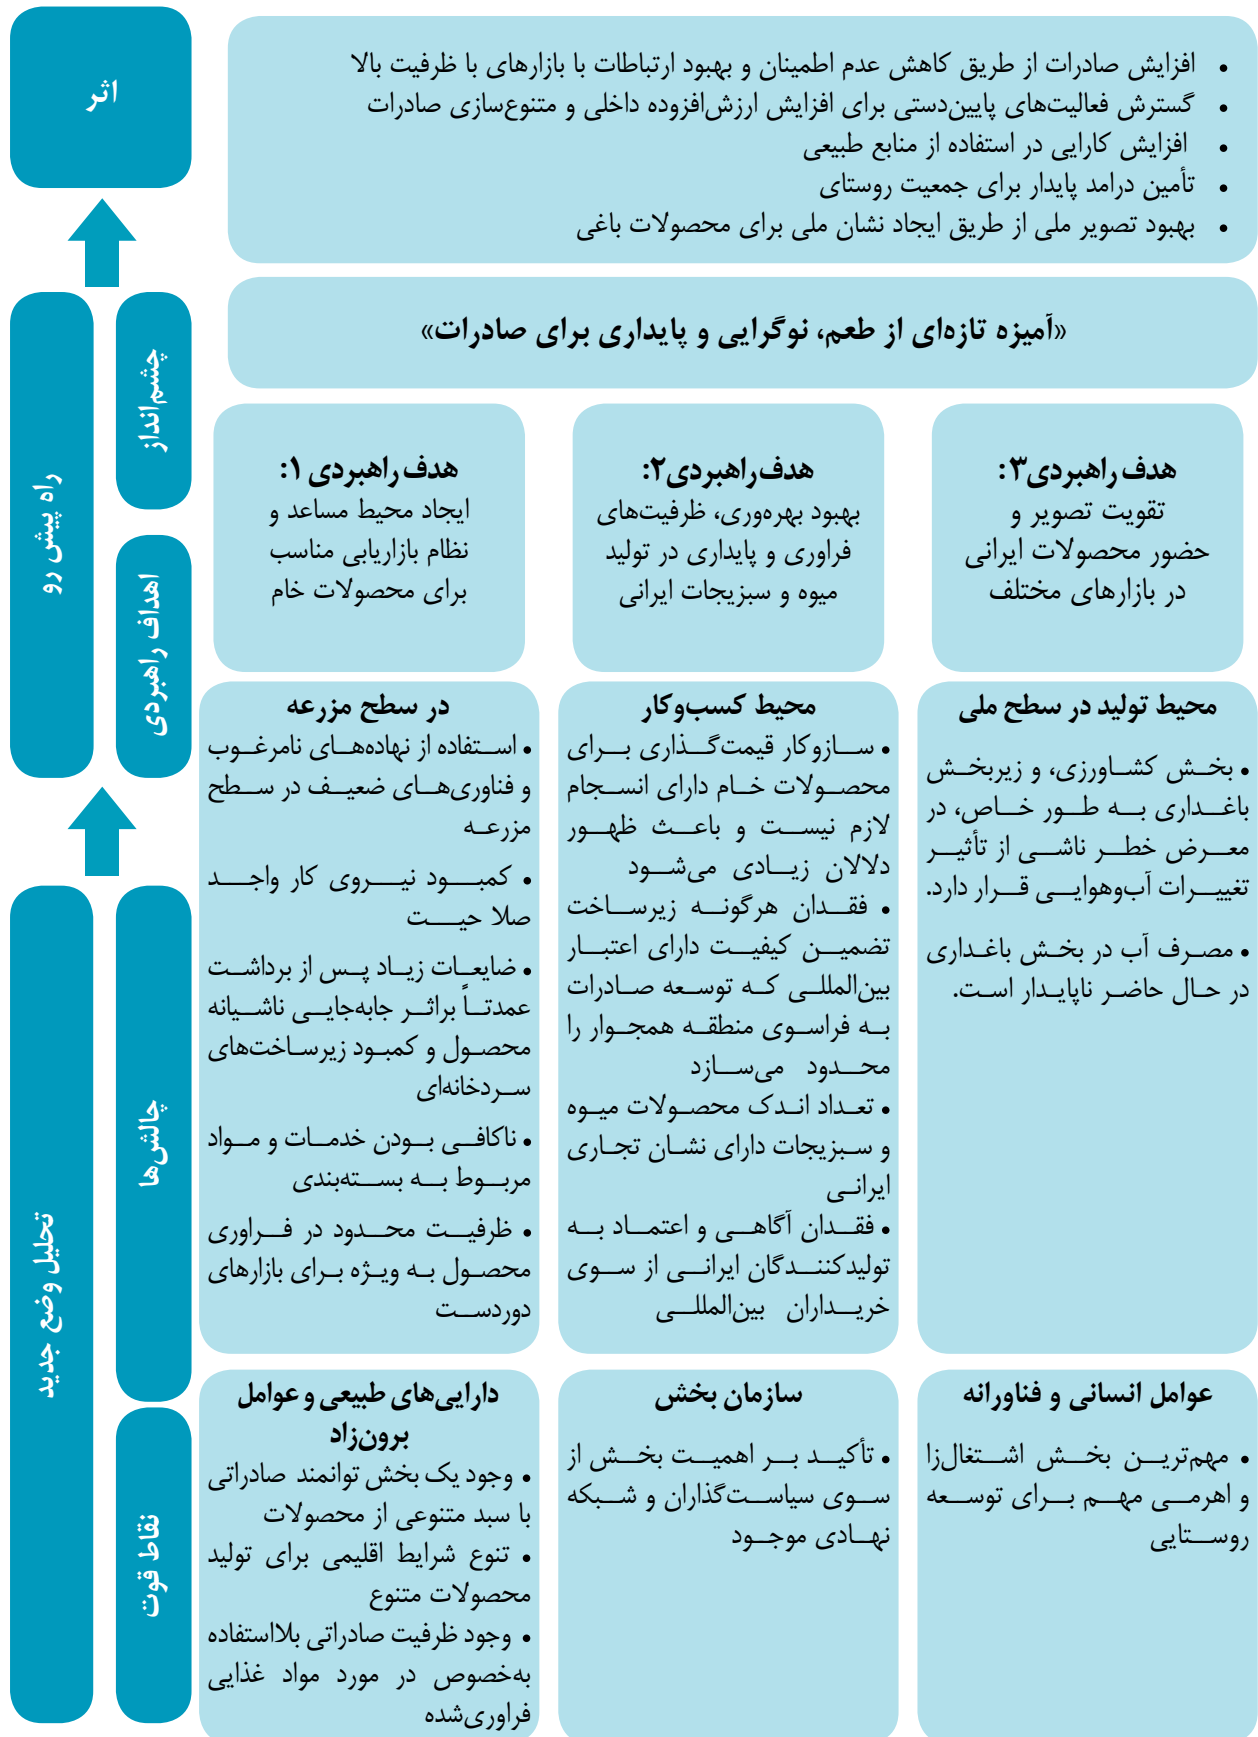 اثر
افزایش صادرات از طریق کاهش عدم اطمینان و بهبود ارتباطات با بازارهای با ظرفیت بالا
گسترش فعالیت‌های پایین‌دستی برای افزایش ارزش‌افزوده داخلی و متنوع‌سازی صادرات
افزایش کارایی در استفاده از منابع طبیعی
تأمین درامد پایدار برای جمعیت روستای
بهبود تصویر ملی از طریق ایجاد نشان ملی برای محصولات باغی
راه پیش رو
چشم‌انداز
«آمیزه تازه‌ای از طعم، نوگرایی و پایداری برای صادرات»
اهداف راهبردی
هدف راهبردی ۱:
ایجاد محیط مساعد و
نظام بازاریابی مناسب
برای محصولات خام
هدف راهبردی۲:
بهبود بهره‌وری، ظرفیت‌های
فراوری و پایداری در تولید
میوه و سبزیجات ایرانی
هدف راهبردی۳:
تقویت تصویر و
حضور محصولات ایرانی
در بازارهای مختلف
تحلیل وضع جدید
چالش‌ها
در سطح مزرعه
• استفاده از نهاده‌های نامرغوب
و فناوری‌های ضعیف در سطح
مزرعه
• کمبود نیروی کار واجد
صلا حیت
• ضایعات زیاد پس از برداشت
عمدتاً براثر جابه‌جایی ناشیانه
محصول و کمبود زیرساخت‌های
سردخانه‌ای
• ناکافی بودن خدمات و مواد
مربوط به بسته‌بندی
• ظرفیت محدود در فراوری
محصول به ویژه برای بازارهای
دوردست
محیط کسب‌وکار
• سازوکار قیمت‌گذاری برای
محصولات خام دارای انسجام
لازم نیست و باعث ظهور
دلالان زیادی می‌شود
• فقدان هرگونه زیرساخت
تضمین کیفیت دارای اعتبار
بین‌المللی که توسعه صادرات
به فراسوی منطقه همجوار را
محدود می‌سازد
• تعداد اندک محصولات میوه
و سبزیجات دارای نشان تجاری
ایرانی
• فقدان آگاهی و اعتماد به
تولیدکنندگان ایرانی از سوی
خریداران بین‌المللی
محیط تولید در سطح ملی
• بخش کشاورزی، و زیربخش
باغداری به طور خاص، در
معرض خطر ناشی از تأثیر
تغییرات آب‌وهوایی قرار دارد.
• مصرف آب در بخش باغداری
در حال حاضر ناپایدار است.
نقاط قوت
دارایی‌های طبیعی و عوامل
برون‌زاد
• وجود یک بخش توانمند صادراتی
با سبد متنوعی از محصولات
• تنوع شرایط اقلیمی برای تولید
محصولات متنوع
• وجود ظرفیت صادراتی بلااستفاده
به‌خصوص در مورد مواد غذایی
فراوری‌شده
سازمان بخش
• تأکید بر اهمیت بخش از
سوی سیاست‌گذاران و شبکه
نهادی موجود
عوامل انسانی و فناورانه
• مهم‌ترین بخش اشتغال‌زا
و اهرمی مهم برای توسعه
روستایی